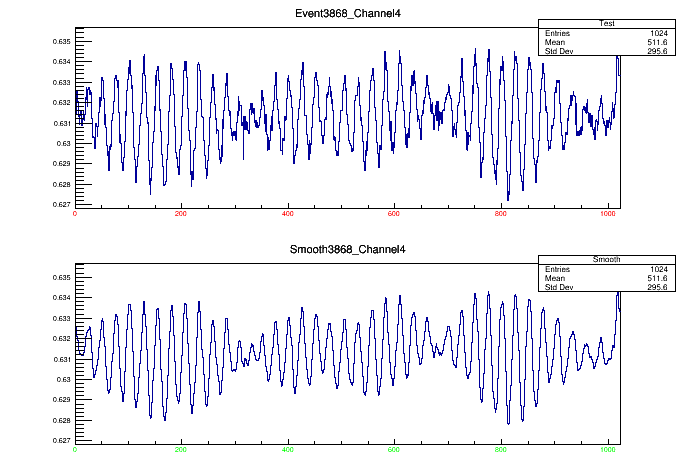 Event3868_Channel4
Test
Entries 1024
Mean 511.6
Std Dev 295.6
0.635
0.634
0.633
0.632
0.631
0.63
0.629
0.628
0.627
0 200 400 600 800 1000
Smooth3868_Channel4
Smooth
Entries 1024
Mean 511.6
Std Dev 295.6
0.635
0.634
0.633
0.632
0.631
0.63
0.629
0.628
0.627
0 200 400 600 800 1000